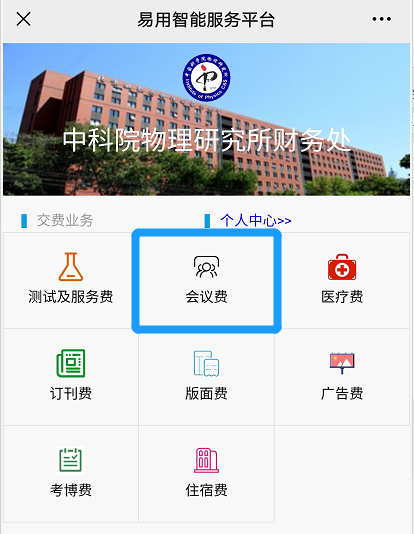 易用智能服务平台
中科院物理研究所财务处
交费业务
个人中心>>
测试及服务费
会议费
医疗费
订刊费
版面费
广告费
考博费
住宿费